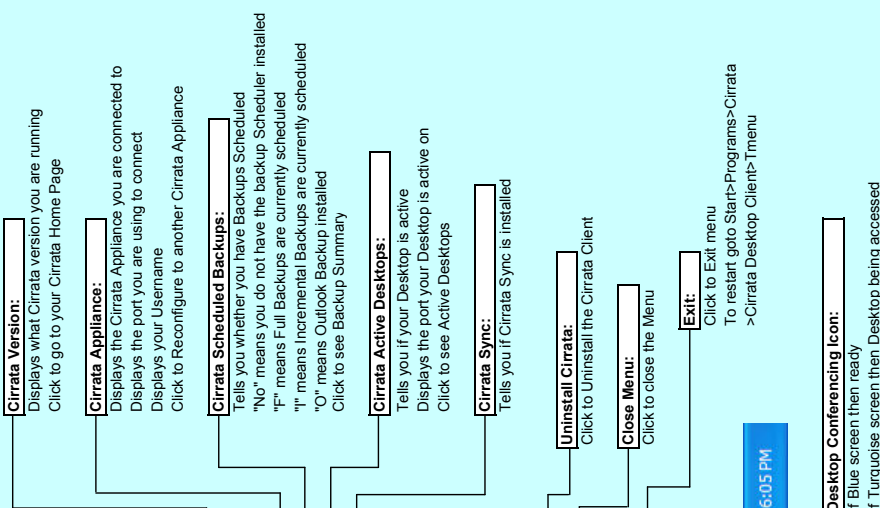 Cirrata Version:
Displays what Cirrata version you are running
Click to go to your Cirrata Home Page
Cirrata Appliance:
Displays the Cirrata Appliance you are connected to
Displays the port you are using to connect
Displays your Username
Click to Reconfigure to another Cirrata Appliance
Cirrata Scheduled Backups:
Tells you whether you have Backups Scheduled
"No" means you do not have the backup Scheduler installed
"F" means Full Backups are currently scheduled
"I" means Incremental Backups are currently scheduled
"O" means Outlook Backup installed
Click to see Backup Summary
Cirrata Active Desktops:
Tells you if your Desktop is active
Displays the port your Desktop is active on
Click to see Active Desktops
Cirrata Sync:
Tells you if Cirrata Sync is installed
Uninstall Cirrata:
Click to Uninstall the Cirrata Client
Close Menu:
Click to close the Menu
Exit:
Click to Exit menu
To restart goto Start>Programs>Cirrata
>Cirrata Desktop Client>Tmenu
6:05 PM
Desktop Conferencing Icon:
f Blue screen then ready
f Turquoise screen then Desktop being accessed